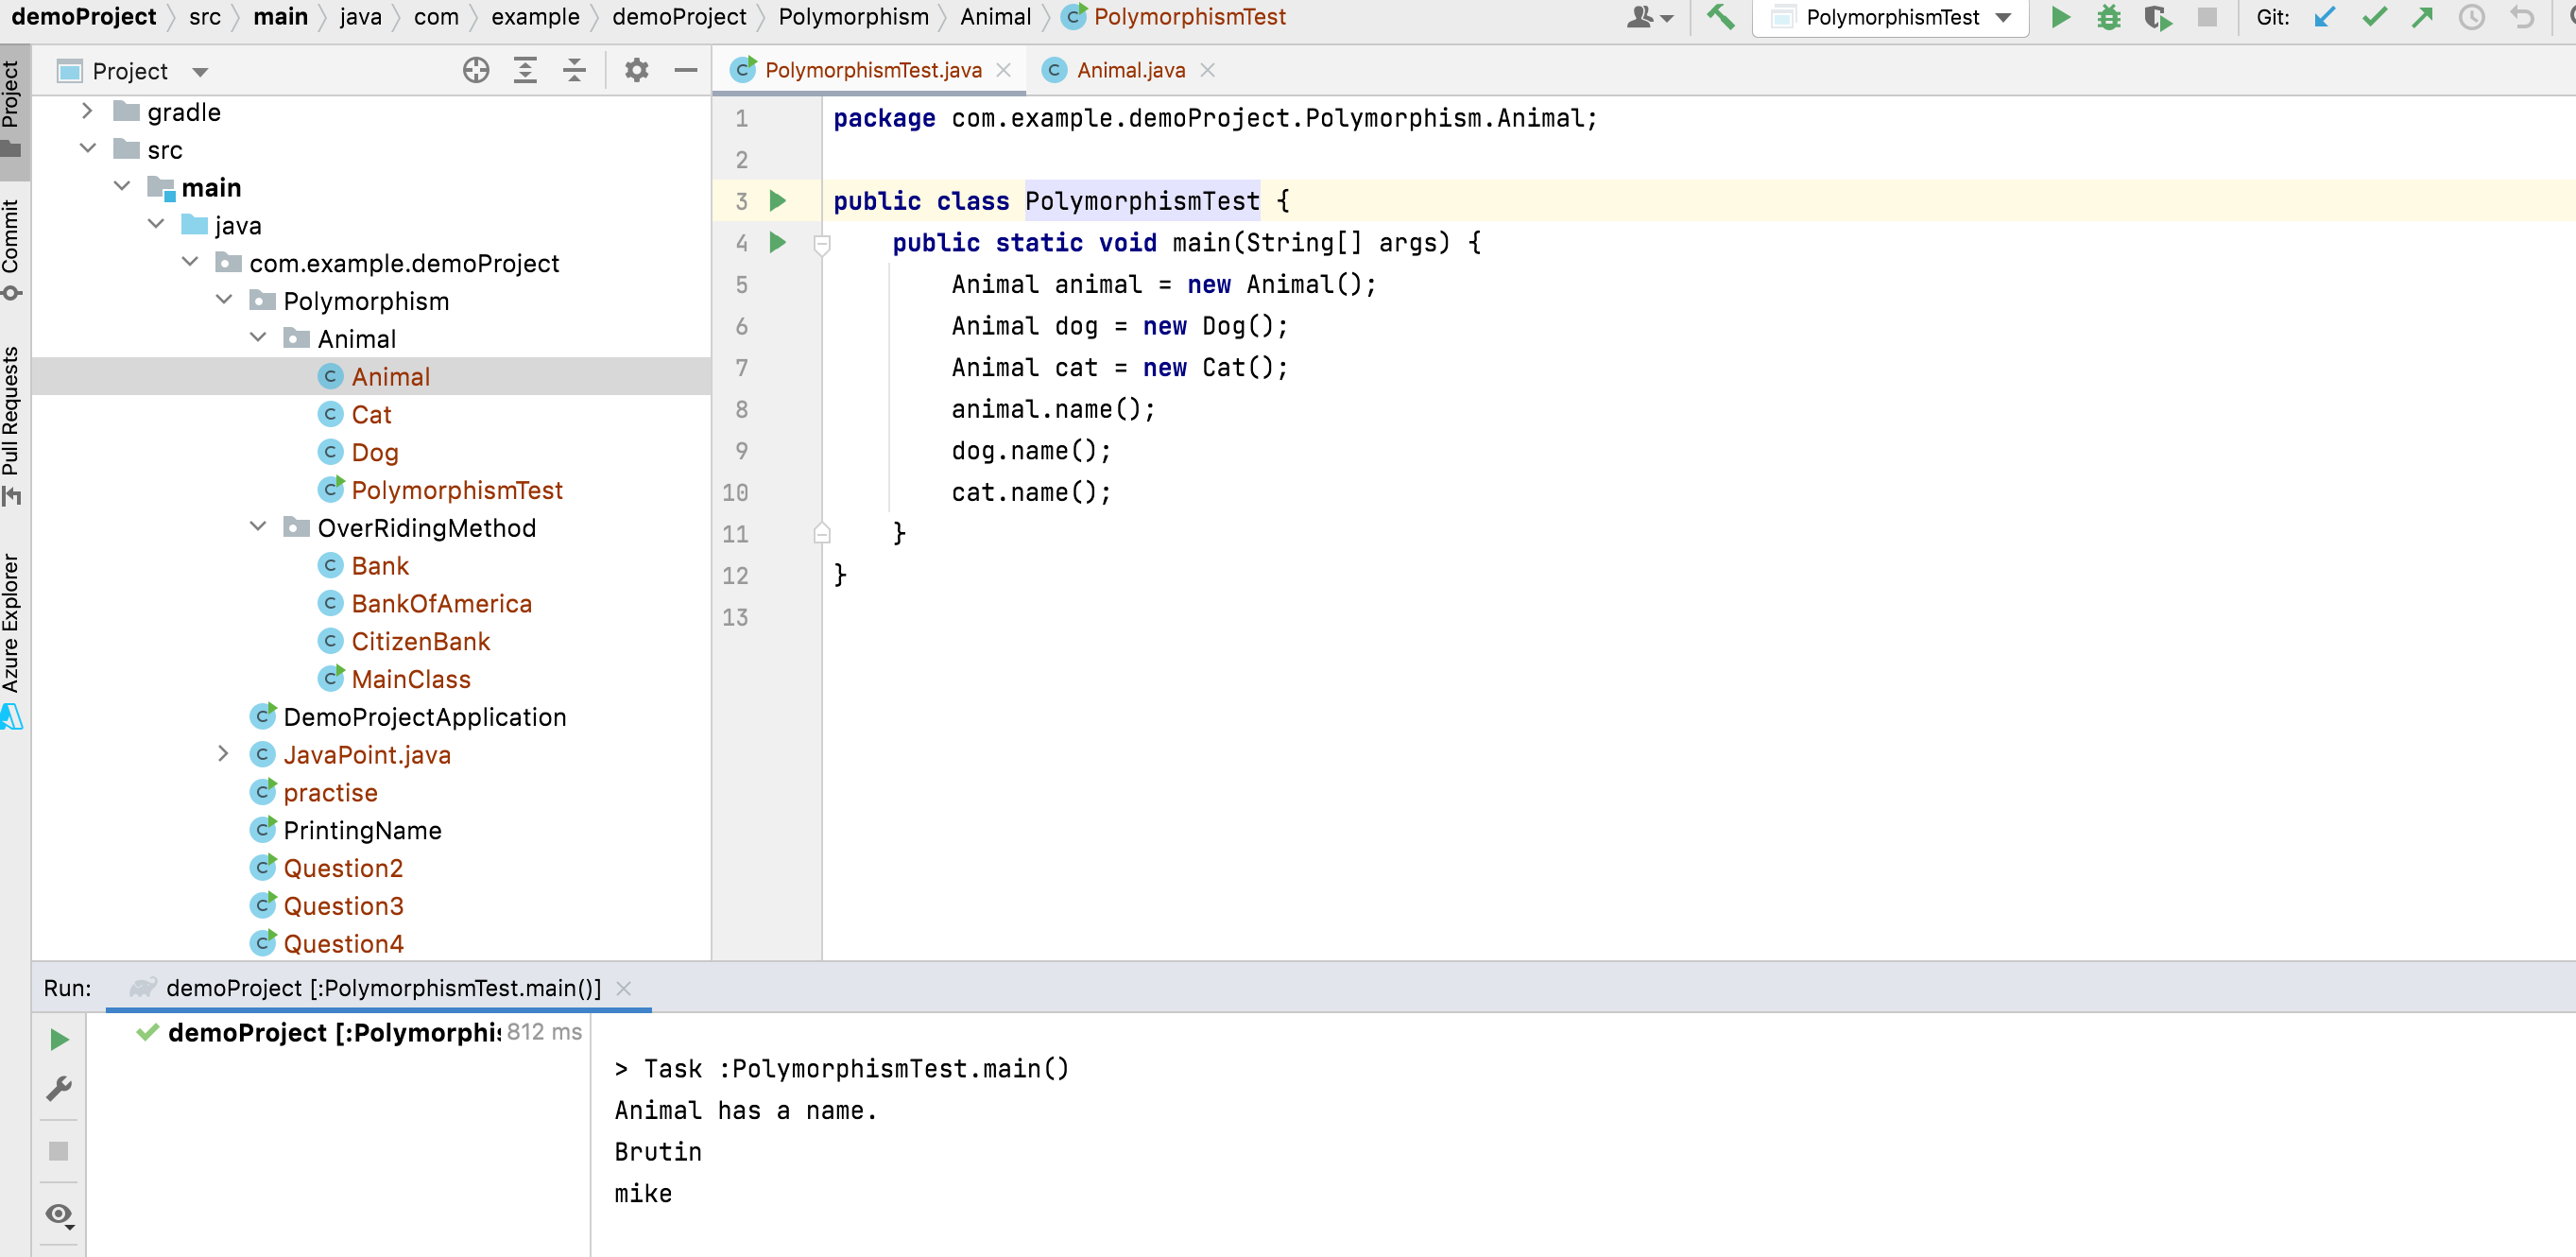 demoProject src main java com example demoProject Polymorphism Animal PolymorphismTest
PolymorphismTest Git:
Project
Commit
Pull Requests
Azure Explorer
Project
gradle
src
main
java
com.example.demoProject
Polymorphism
Animal
Animal
Cat
Dog
PolymorphismTest
OverRidingMethod
Bank
BankOfAmerica
CitizenBank
MainClass
DemoProjectApplication
JavaPoint.java
practise
PrintingName
Question2
Question3
Question4
PolymorphismTest.java Animal.java
1 package com.example.demoProject.Polymorphism.Animal;
2
3 public class PolymorphismTest {
4 public static void main(String[] args) {
5 Animal animal = new Animal();
6 Animal dog = new Dog();
7 Animal cat = new Cat();
8 animal.name();
9 dog.name();
10 cat.name();
11 }
12 }
13
Run: demoProject [:PolymorphismTest.main()]
demoProject [:Polymorphis 812 ms
> Task :PolymorphismTest.main()
Animal has a name.
Brutin
mike